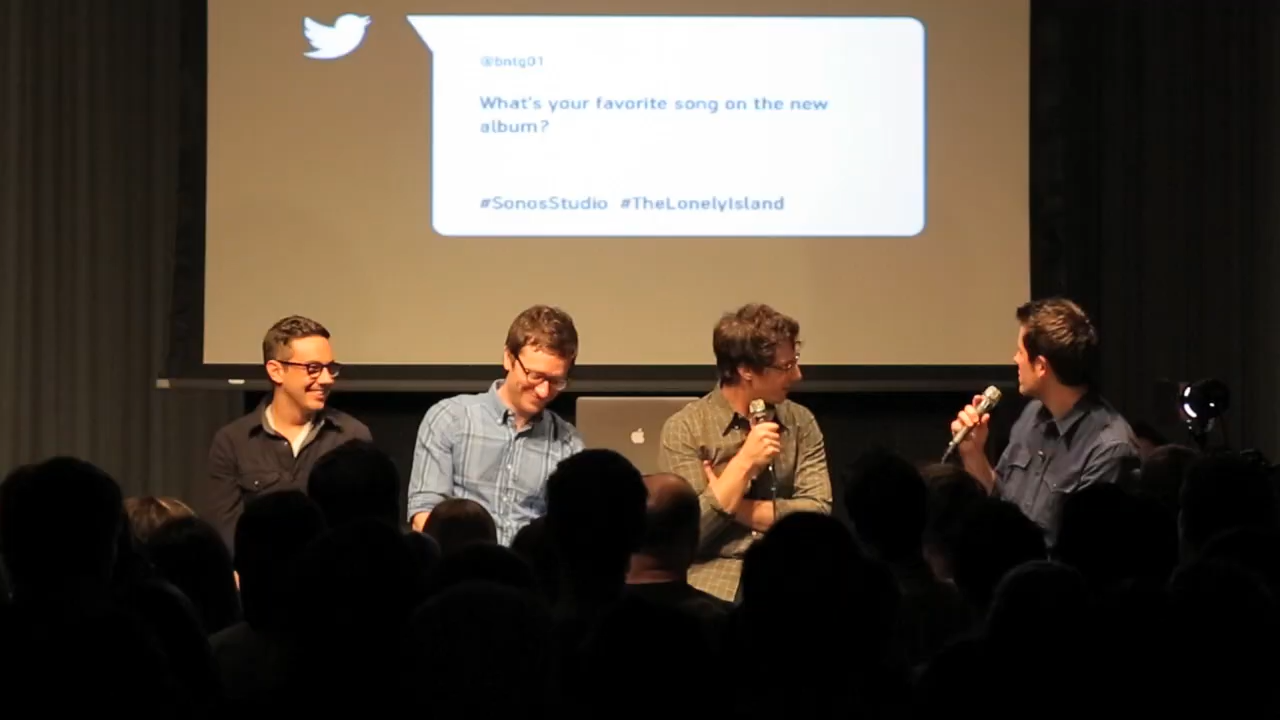 @bntg01
What's your favorite song on the new
album?
#SonosStudio #TheLonelyIsland